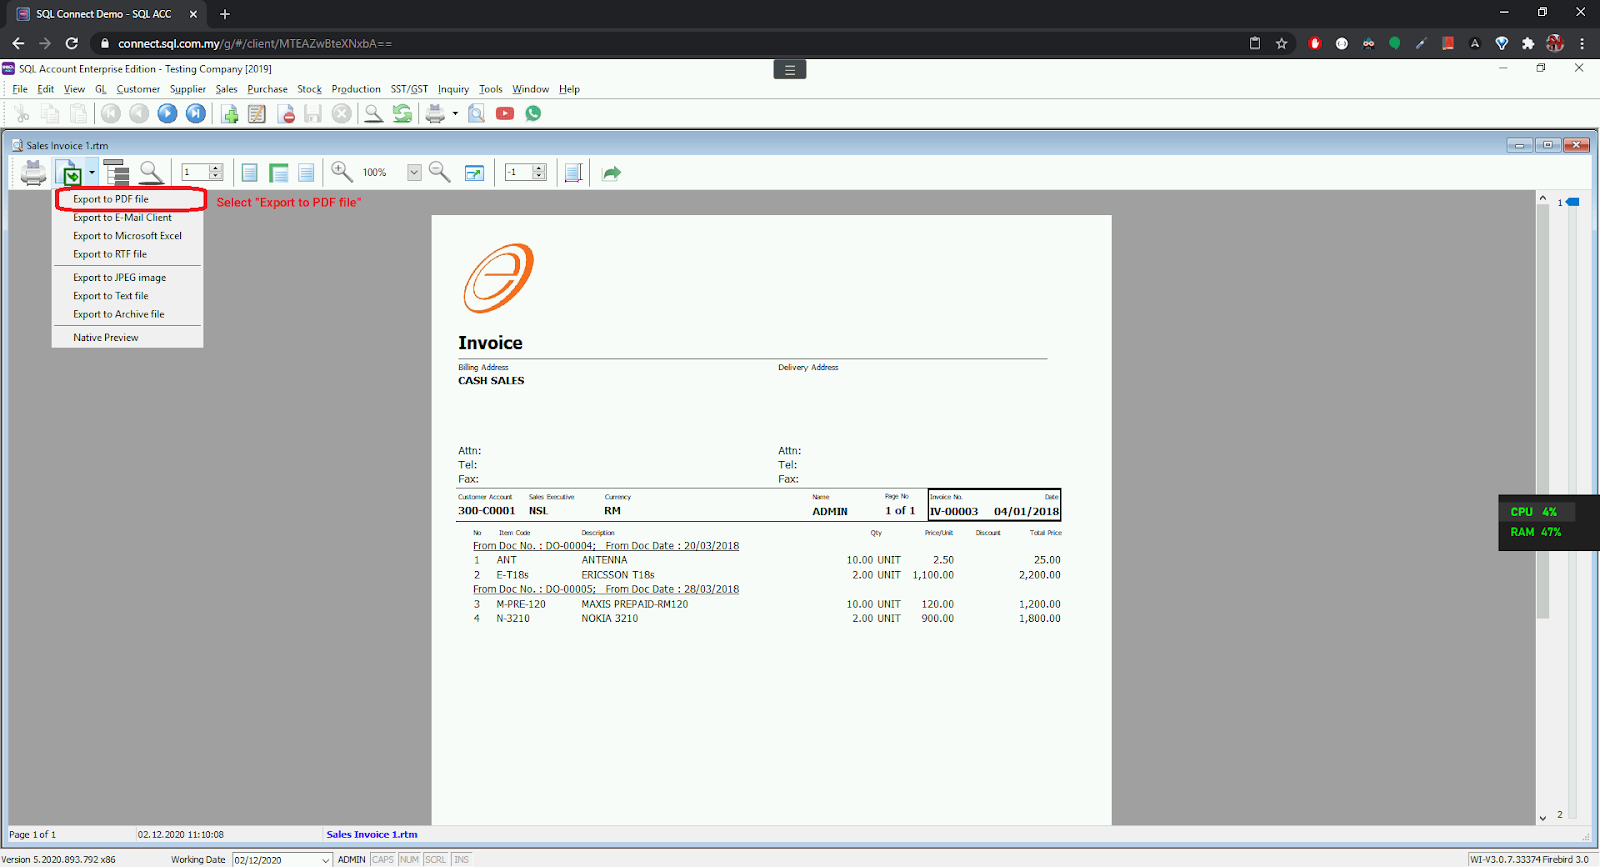 SQL Connect Demo - SQL ACC
connect.sql.com.my/g/#/client/MTEAZwBteXNxbA==
SQL Account Enterprise Edition - Testing Company [2019]
File Edit View GL Customer Supplier Sales Purchase Stock Production SST/GST Inquiry Tools Window Help
Sales Invoice 1.rtm
1 100% -1
Export to PDF file
Select "Export to PDF file"
Export to E-Mail Client
Export to Microsoft Excel
Export to RTF file
Export to JPEG image
Export to Text file
Export to Archive file
Native Preview
1
Invoice
Billing Address Delivery Address
CASH SALES
Attn: Attn:
Tel: Tel:
Fax: Fax:
Customer Account Sales Executive Currency Name Page No Invoice No. Date
300-C0001 NSL RM ADMIN 1 of 1 IV-00003 04/01/2018
No Item Code Description Qty Price/Unit Discount Total Price
From Doc No. : DO-00004; From Doc Date : 20/03/2018
1 ANT ANTENNA 10.00 UNIT 2.50 25.00
2 E-T18s ERICSSON T18s 2.00 UNIT 1,100.00 2,200.00
From Doc No. : DO-00005; From Doc Date : 28/03/2018
3 M-PRE-120 MAXIS PREPAID-RM120 10.00 UNIT 120.00 1,200.00
4 N-3210 NOKIA 3210 2.00 UNIT 900.00 1,800.00
CPU 4%
RAM 47%
2
Page 1 of 1 02.12.2020 11:10:08 Sales Invoice 1.rtm
Version 5.2020.893.792 x86 Working Date 02/12/2020 ADMIN CAPS NUM SCRL INS WI-V3.0.7.33374 Firebird 3.0